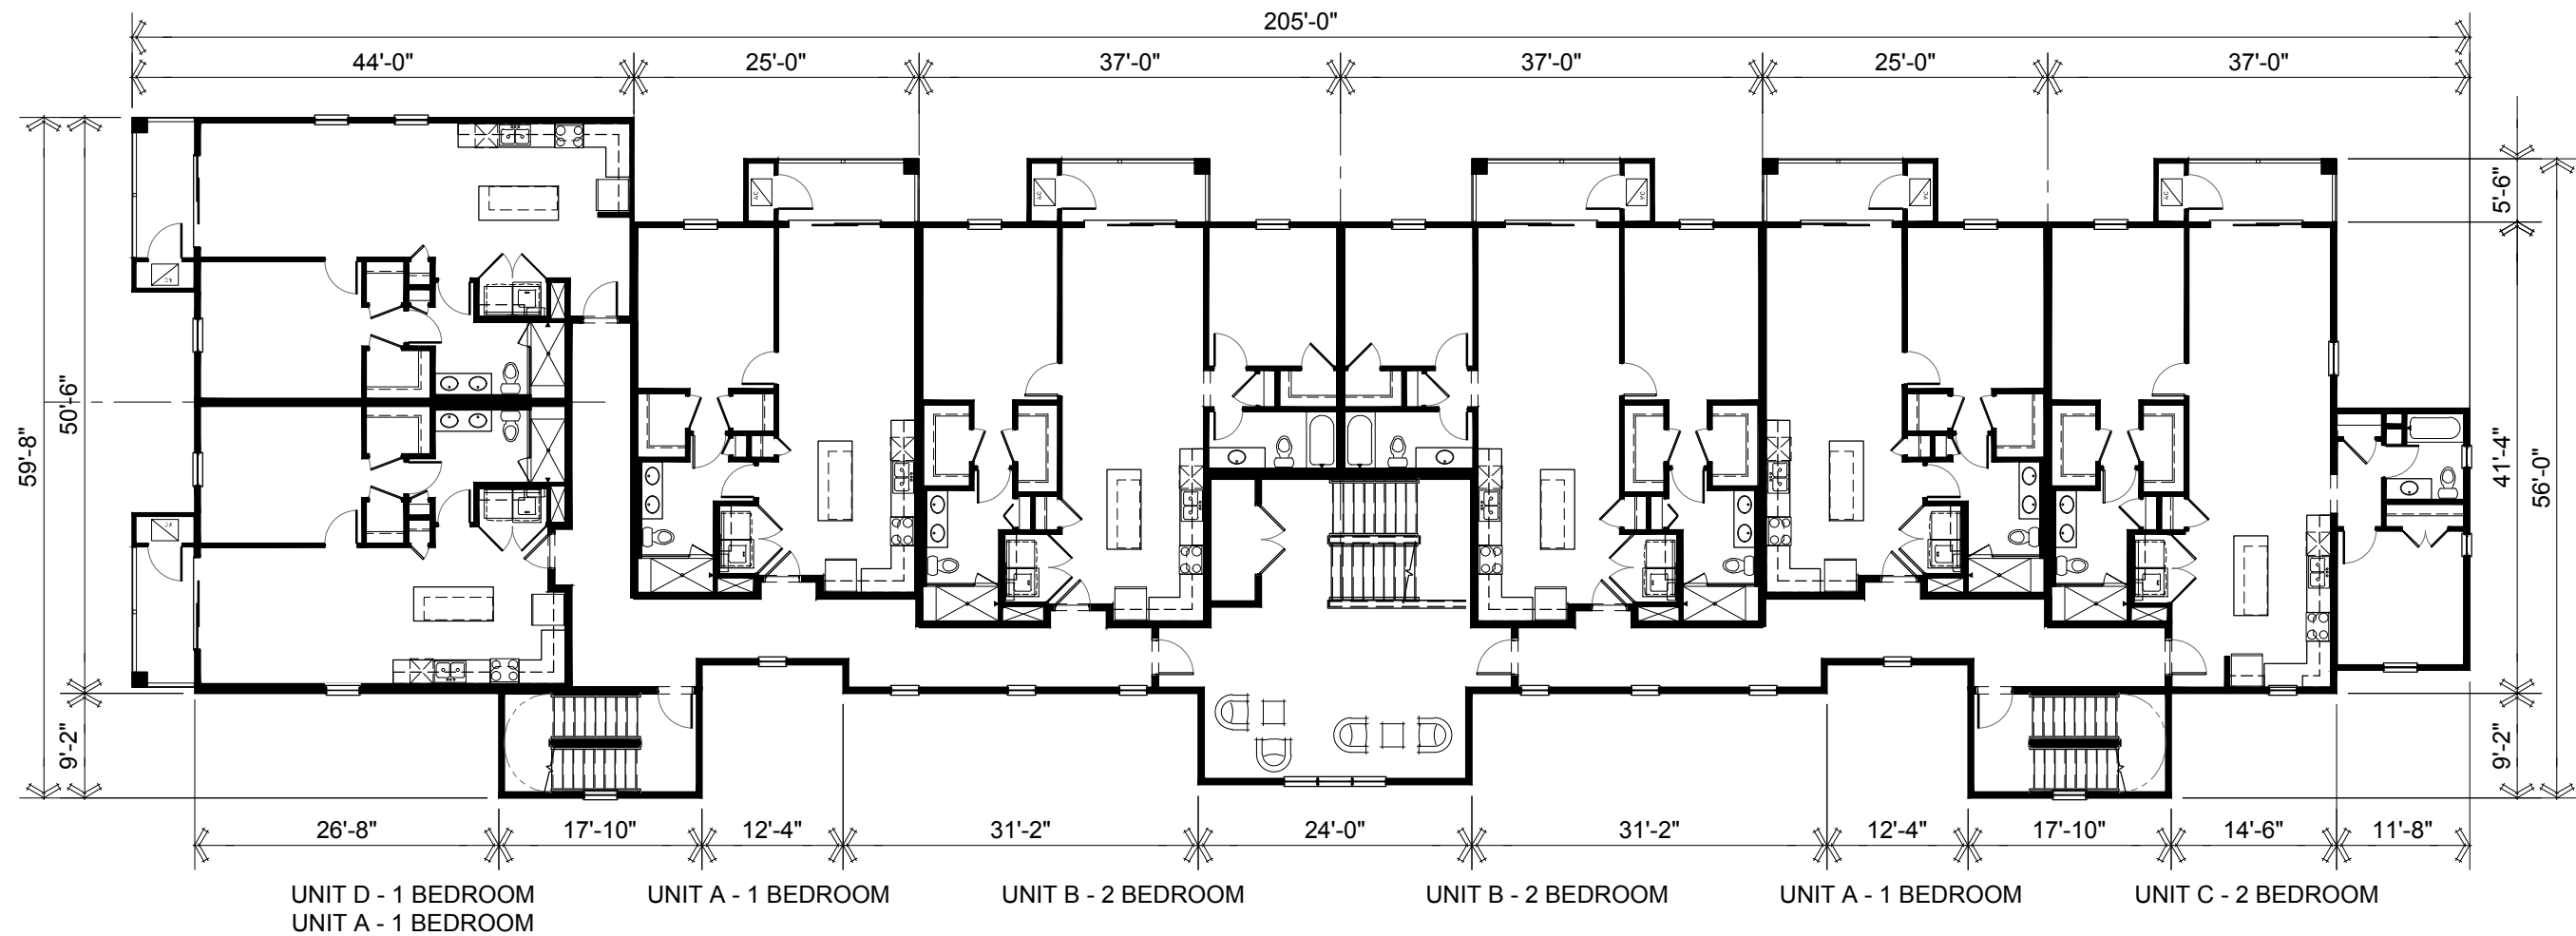 205'-0"
44'-0" 25'-0" 37'-0" 37'-0" 25'-0" 37'-0"
59'-8"
50'-6"
9'-2"
5'-6"
41'-4"
56'-0"
9'-2"
26'-8" 17'-10" 12'-4" 31'-2" 24'-0" 31'-2" 12'-4" 17'-10" 14'-6" 11'-8"
UNIT D - 1 BEDROOM UNIT A - 1 BEDROOM UNIT B - 2 BEDROOM UNIT B - 2 BEDROOM UNIT A - 1 BEDROOM UNIT C - 2 BEDROOM
UNIT A - 1 BEDROOM